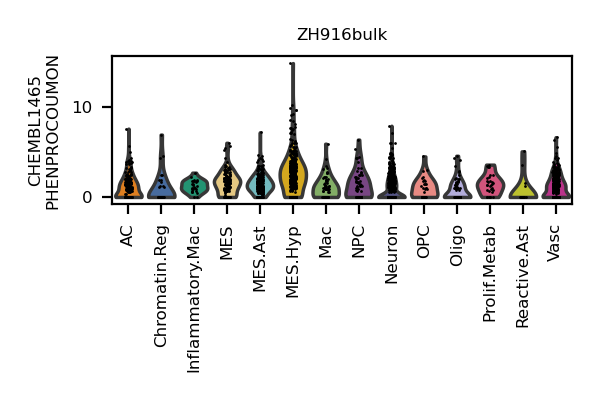 ZH916bulk
CHEMBL1465
PHENPROCOUMON
10
0
AC
Chromatin.Reg
Inflammatory.Mac
MES
MES.Ast
MES.Hyp
Mac
NPC
Neuron
OPC
Oligo
Prolif.Metab
Reactive.Ast
Vasc